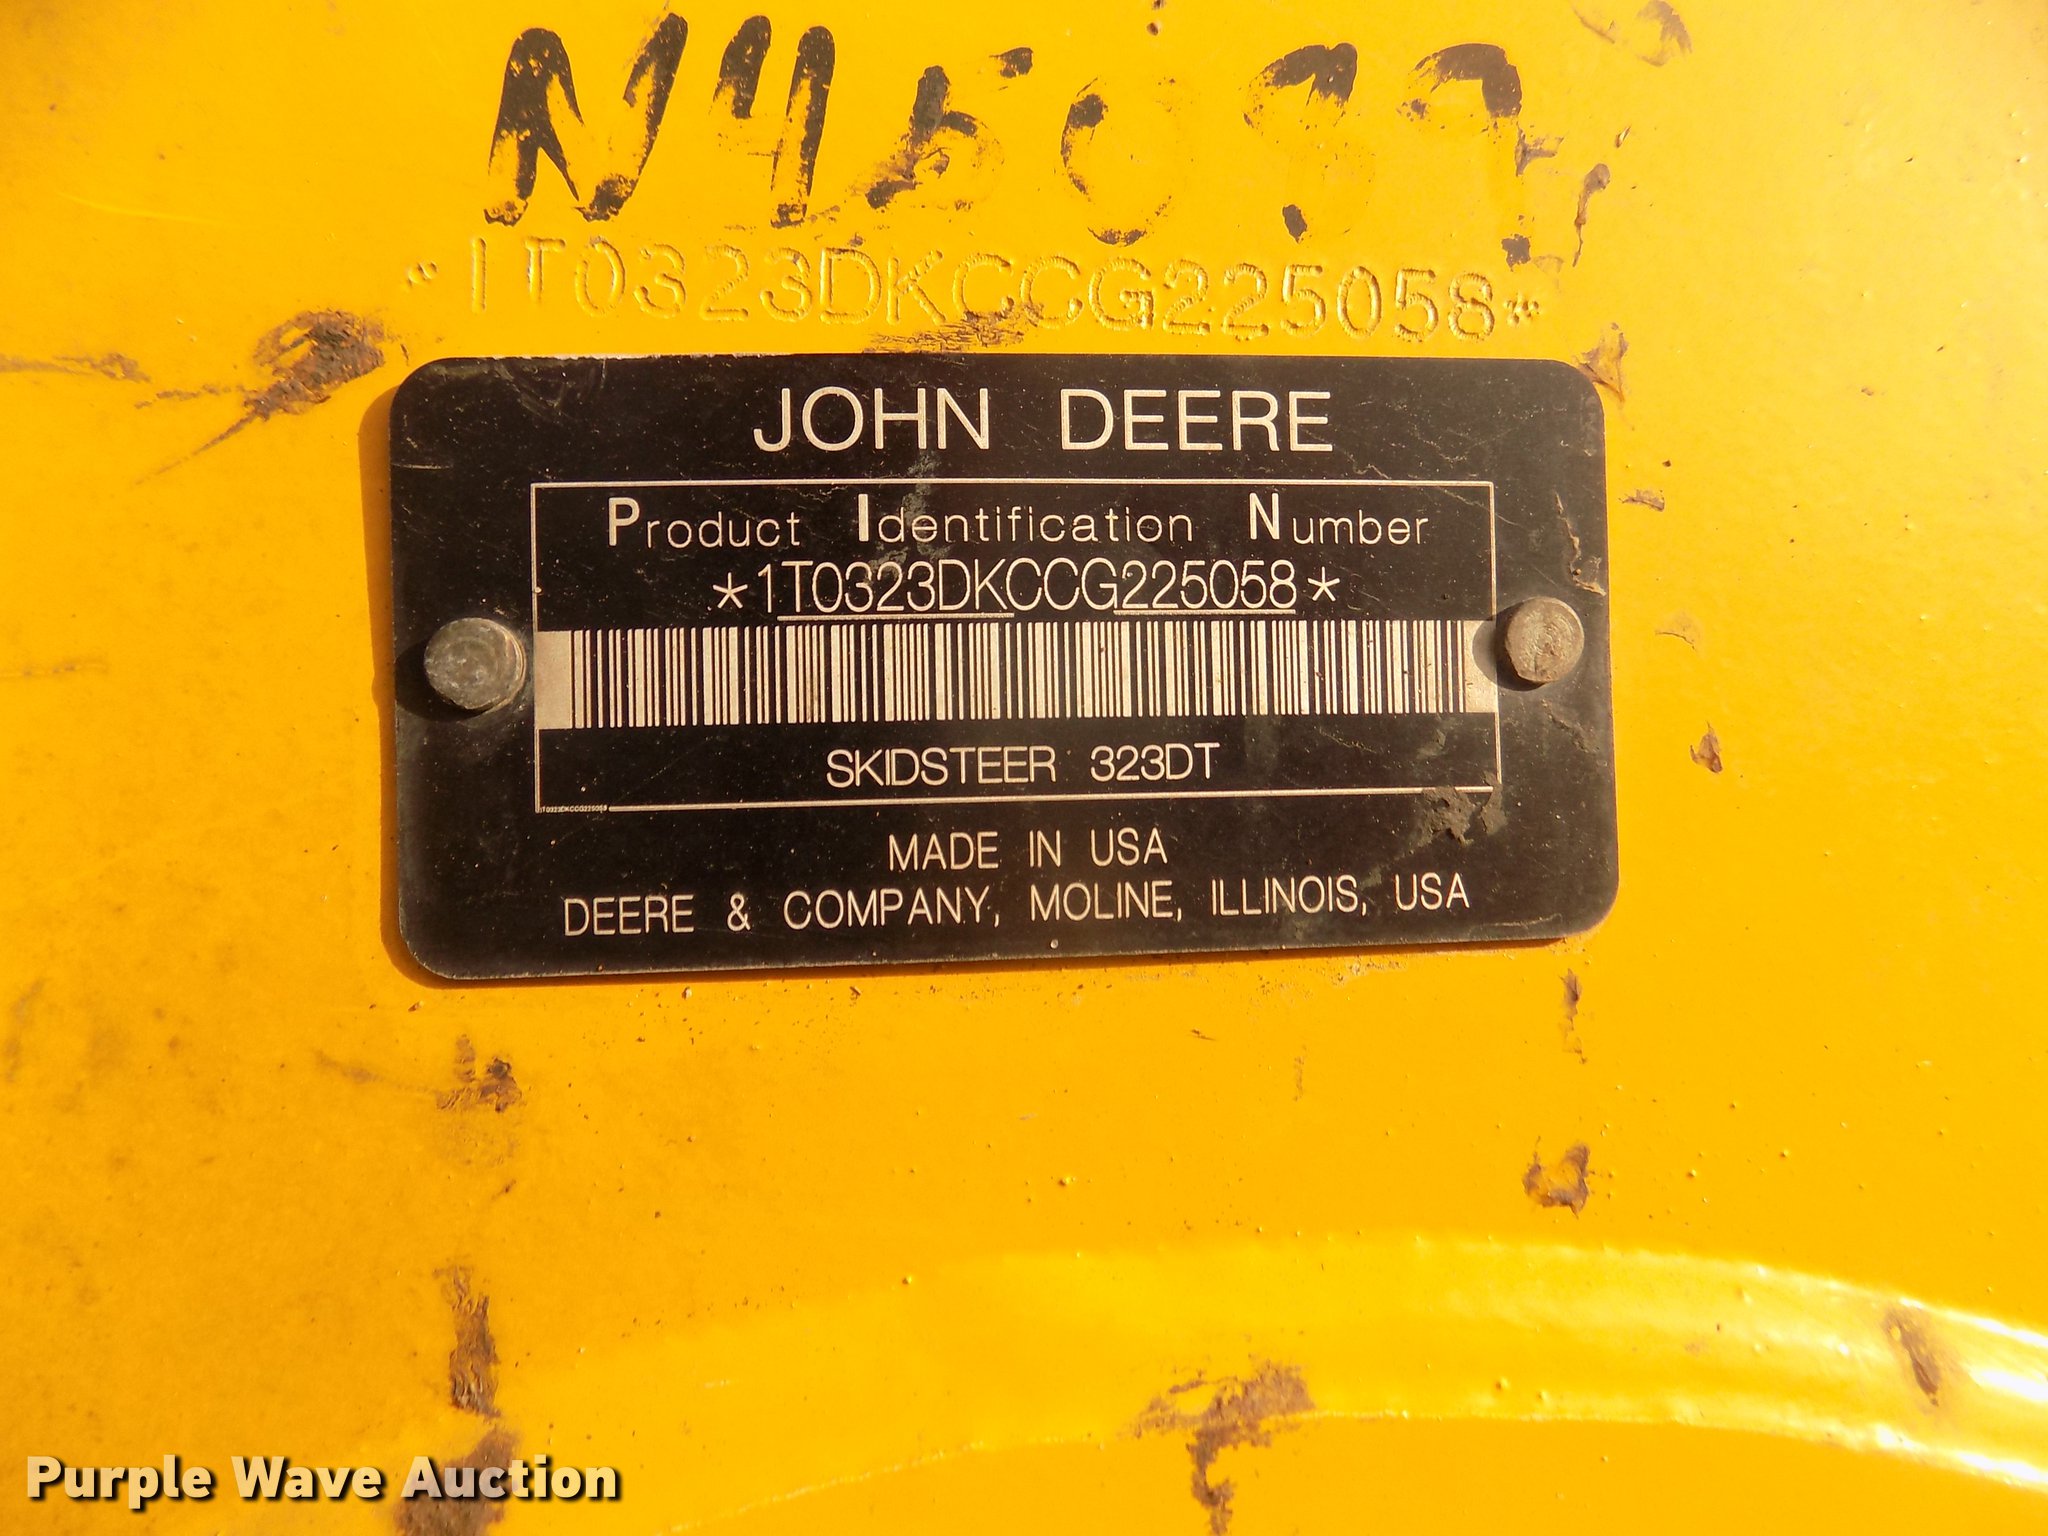 *1T0323DKCCG225058*
JOHN DEERE
Product Identification Number
*1T0323DKCCG225058*
SKIDSTEER 323DT
1T0323DKCCG225058
MADE IN USA
DEERE & COMPANY, MOLINE, ILLINOIS, USA
Purple Wave Auction